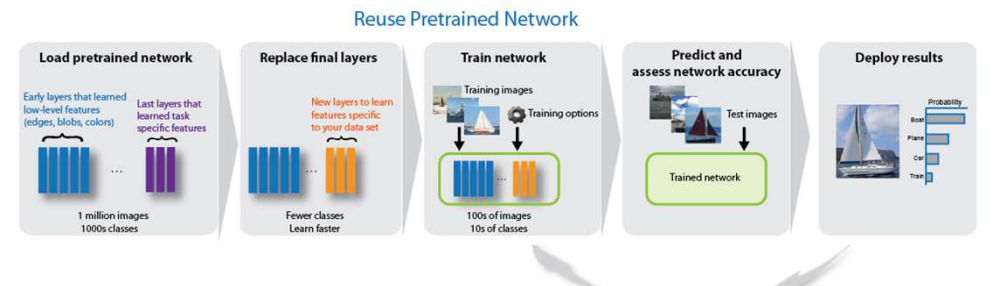 Reuse Pretrained Network
Load pretrained network
Early layers that learned
low-level features
(edges, blobs, colors)
Last layers that
learned task
specific features
...
1 million images
1000s classes
Replace final layers
New layers to learn
features specific
to your data set
...
Fewer classes
Learn faster
Train network
Training images
Training options
...
100s of images
10s of classes
Predict and
assess network accuracy
Test images
Trained network
Deploy results
Probability
Boat
Plane
Car
Train